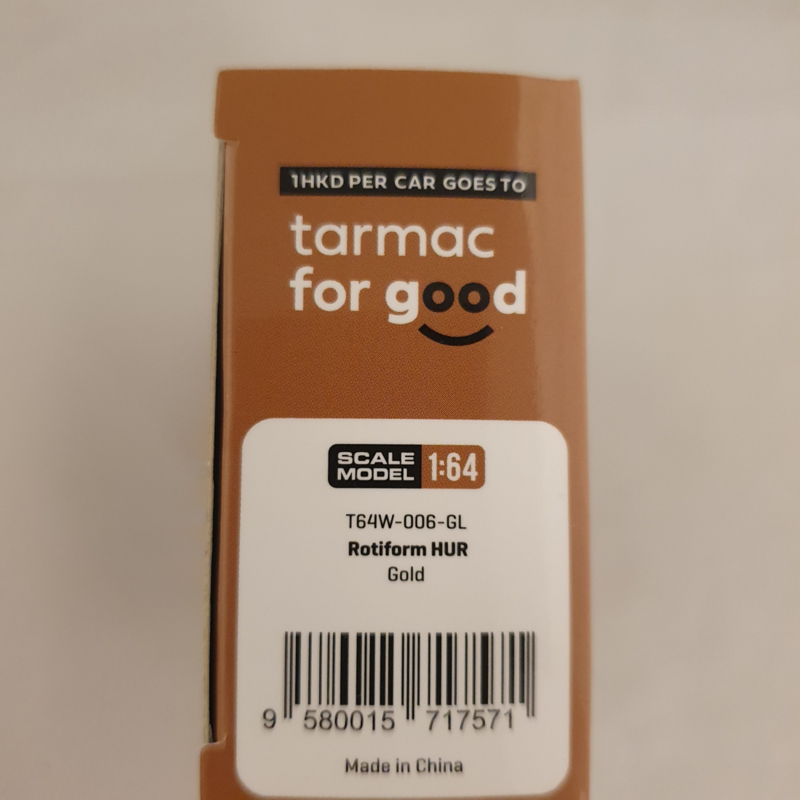 1HKD PER CAR GOES TO
tarmac
for good
SCALE
MODEL 1:64
T64W-006-GL
Rotiform HUR
Gold
9 580015 717571
Made in China